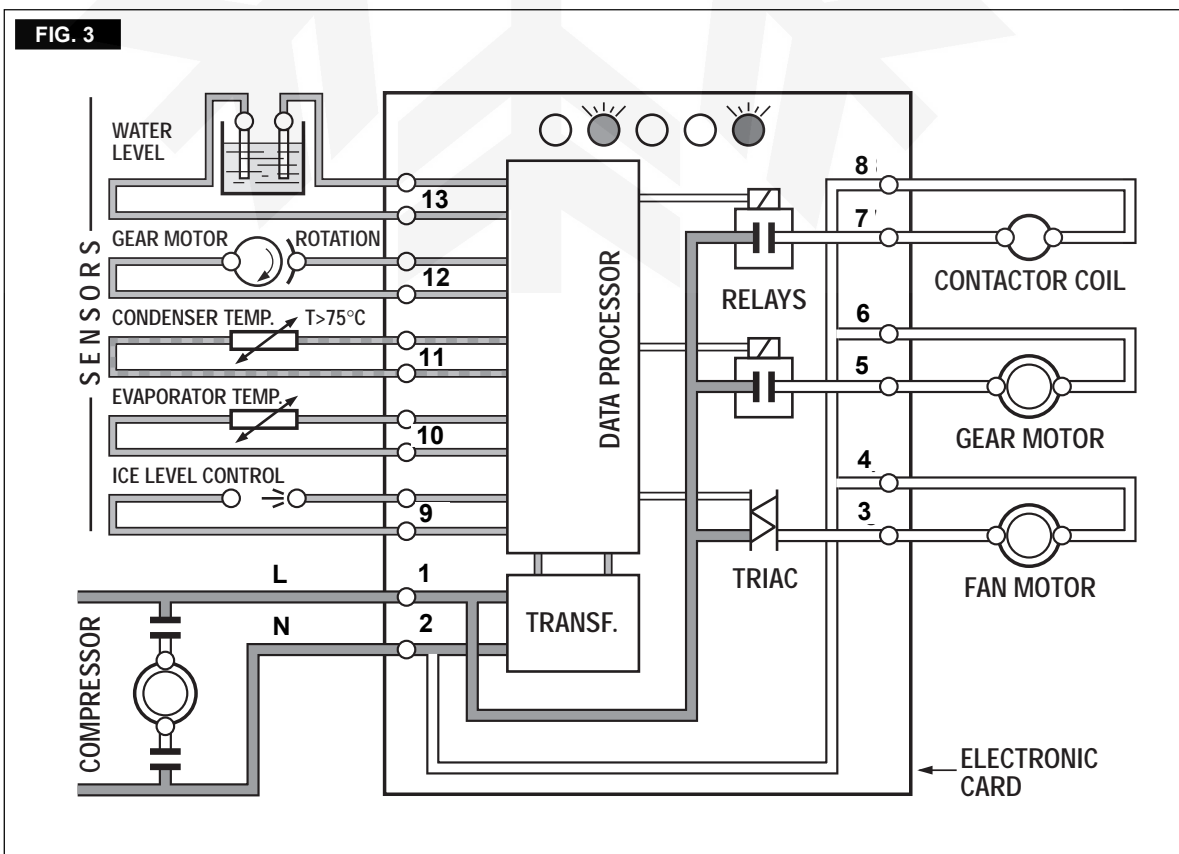 FIG. 3
WATER
LEVEL
13
GEAR MOTOR ROTATION
12
CONDENSER TEMP. T>75°C
11
EVAPORATOR TEMP.
10
ICE LEVEL CONTROL
9
SENSORS
L 1
N 2
COMPRESSOR
DATA PROCESSOR
TRANSF.
RELAYS
TRIAC
8
7
CONTACTOR COIL
6
5
GEAR MOTOR
4
3
FAN MOTOR
ELECTRONIC
CARD